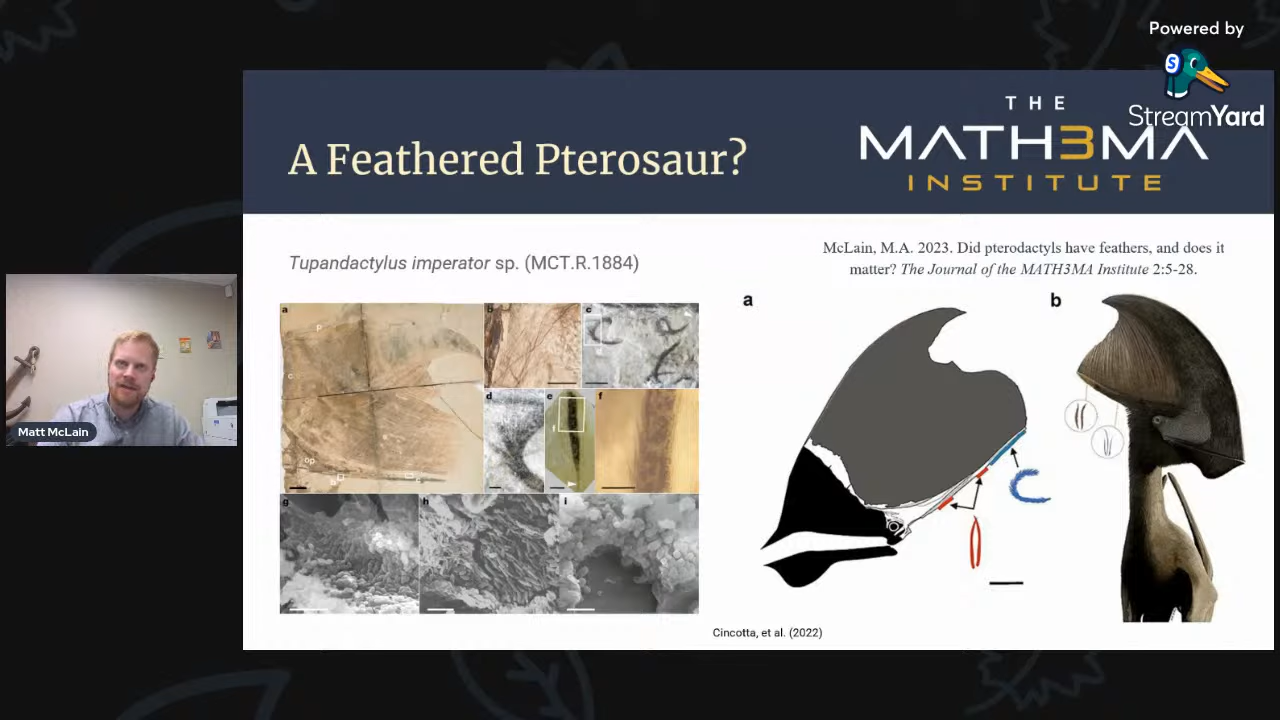 Powered by
S
StreamYard
THE
MATH3MA
INSTITUTE
A Feathered Pterosaur?
Tupandactylus imperator sp. (MCT.R.1884)
McLain, M.A. 2023. Did pterodactyls have feathers, and does it
matter? The Journal of the MATH3MA Institute 2:5-28.
a
b
c
p
c
op
d
e
f
g
h
i
a
b
Matt McLain
Cincotta, et al. (2022)